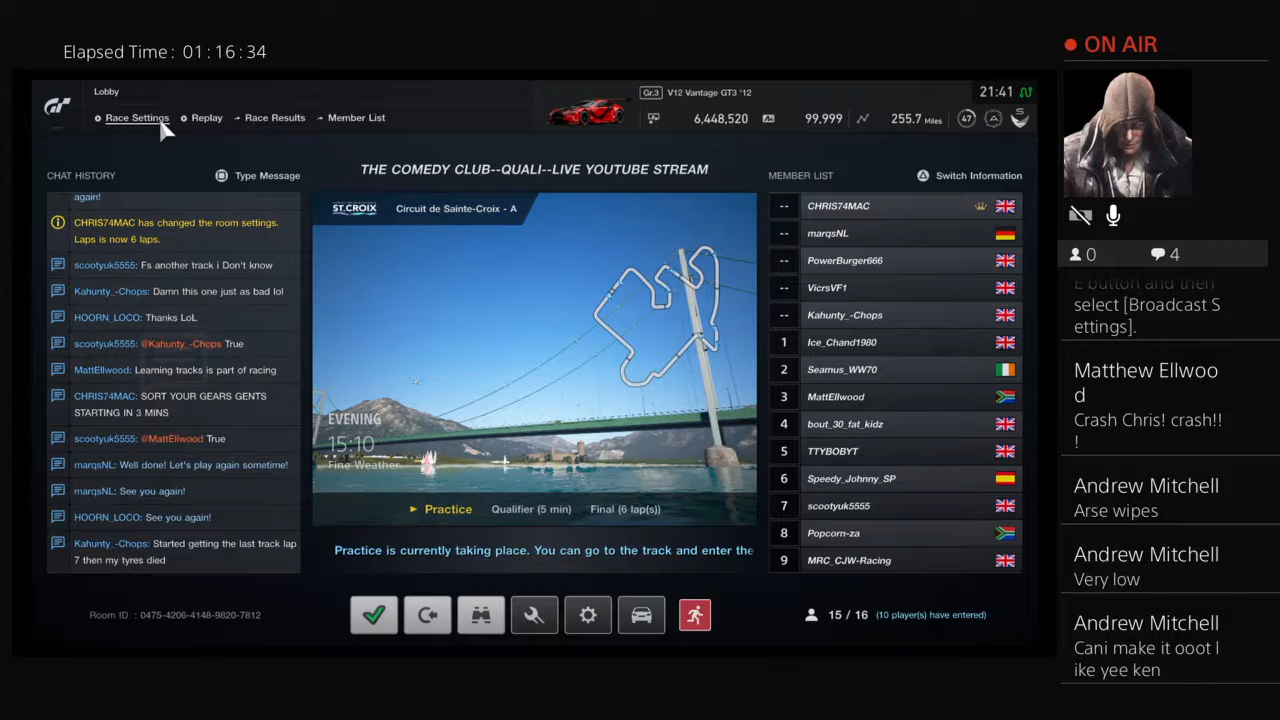 Elapsed Time: 01:16:34
ON AIR
Lobby
Race Settings
Replay
Race Results
Member List
Gr.3 V12 Vantage GT3 '12
21:41
6,448,520
99,999
255.7 Miles
47
S
CHAT HISTORY
Type Message
again!
CHRIS74MAC has changed the room settings.
Laps is now 6 laps.
scootyuk5555: Fs another track i Don't know
Kahunty_-Chops: Damn this one just as bad lol
HOORN_LOCO: Thanks LoL
scootyuk5555: @Kahunty_-Chops True
MattEllwood: Learning tracks is part of racing
CHRIS74MAC: SORT YOUR GEARS GENTS
STARTING IN 3 MINS
scootyuk5555: @MattEllwood True
marqsNL: Well done! Let's play again sometime!
marqsNL: See you again!
HOORN_LOCO: See you again!
Kahunty_-Chops: Started getting the last track lap
7 then my tyres died
Room ID : 0475-4206-4148-9820-7812
THE COMEDY CLUB--QUALI--LIVE YOUTUBE STREAM
ST.CROIX
Circuit de Sainte-Croix - A
EVENING
15:10
Fine Weather
Practice
Qualifier (5 min)
Final (6 lap(s))
Practice is currently taking place. You can go to the track and enter the
MEMBER LIST
Switch Information
-- CHRIS74MAC
-- marqsNL
-- PowerBurger666
-- VicrsVF1
-- Kahunty_-Chops
1 Ice_Chand1980
2 Seamus_WW70
3 MattEllwood
4 bout_30_fat_kidz
5 TTYBOBYT
6 Speedy_Johnny_SP
7 scootyuk5555
8 Popcorn-za
9 MRC_CJW-Racing
15 / 16 (10 player(s) have entered)
0
4
E button and then
select [Broadcast S
ettings].
Matthew Ellwoo
d
Crash Chris! crash!!
!
Andrew Mitchell
Arse wipes
Andrew Mitchell
Very low
Andrew Mitchell
Cani make it ooot l
ike yee ken